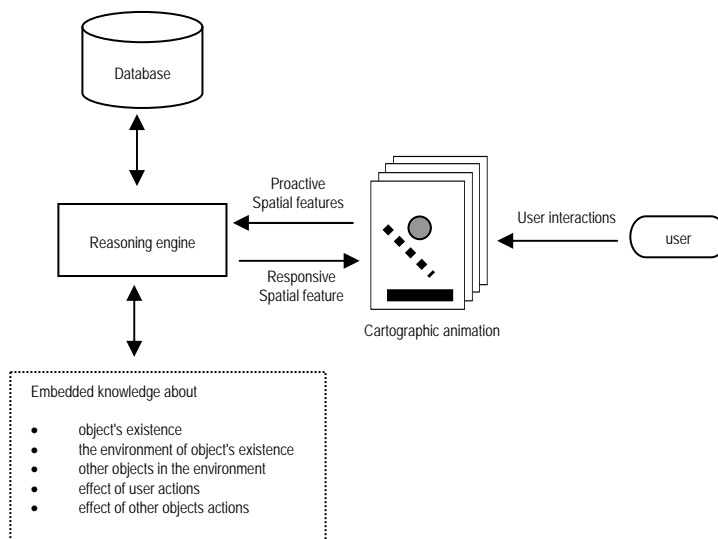 Database
Proactive
Spatial features
User interactions
Reasoning engine
user
Responsive
Spatial feature
Cartographic animation
Embedded knowledge about
• object's existence
• the environment of object's existence
• other objects in the environment
• effect of user actions
• effect of other objects actions